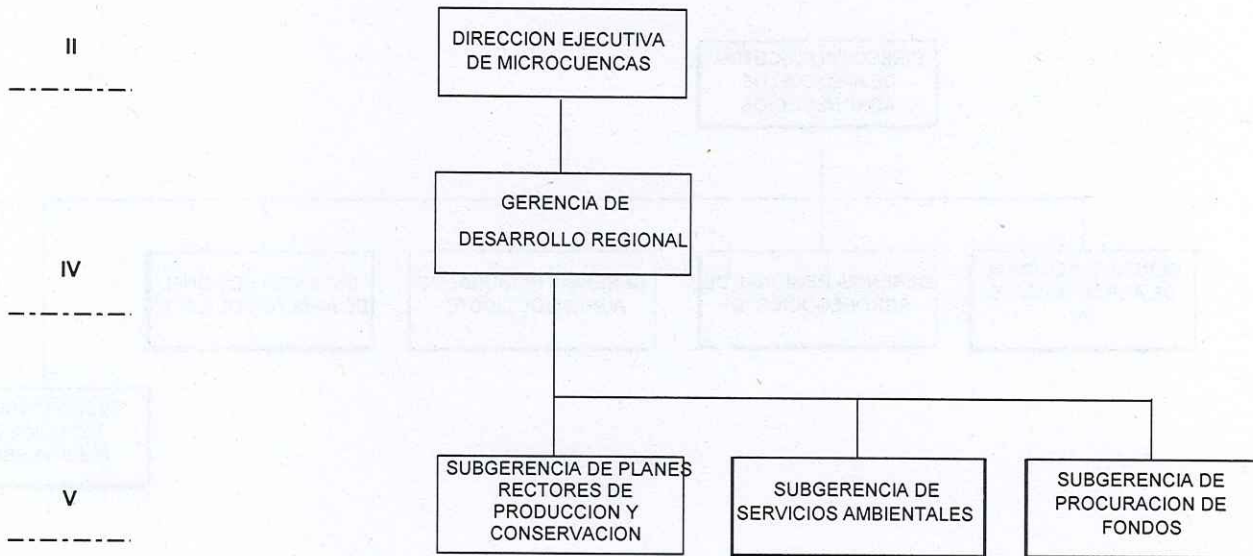 II
DIRECCION EJECUTIVA
DE MICROCUENCAS
GERENCIA DE
DESARROLLO REGIONAL
IV
SUBGERENCIA DE PLANES
RECTORES DE
PRODUCCION Y
CONSERVACION
SUBGERENCIA DE
SERVICIOS AMBIENTALES
SUBGERENCIA DE
PROCURACION DE
FONDOS
V